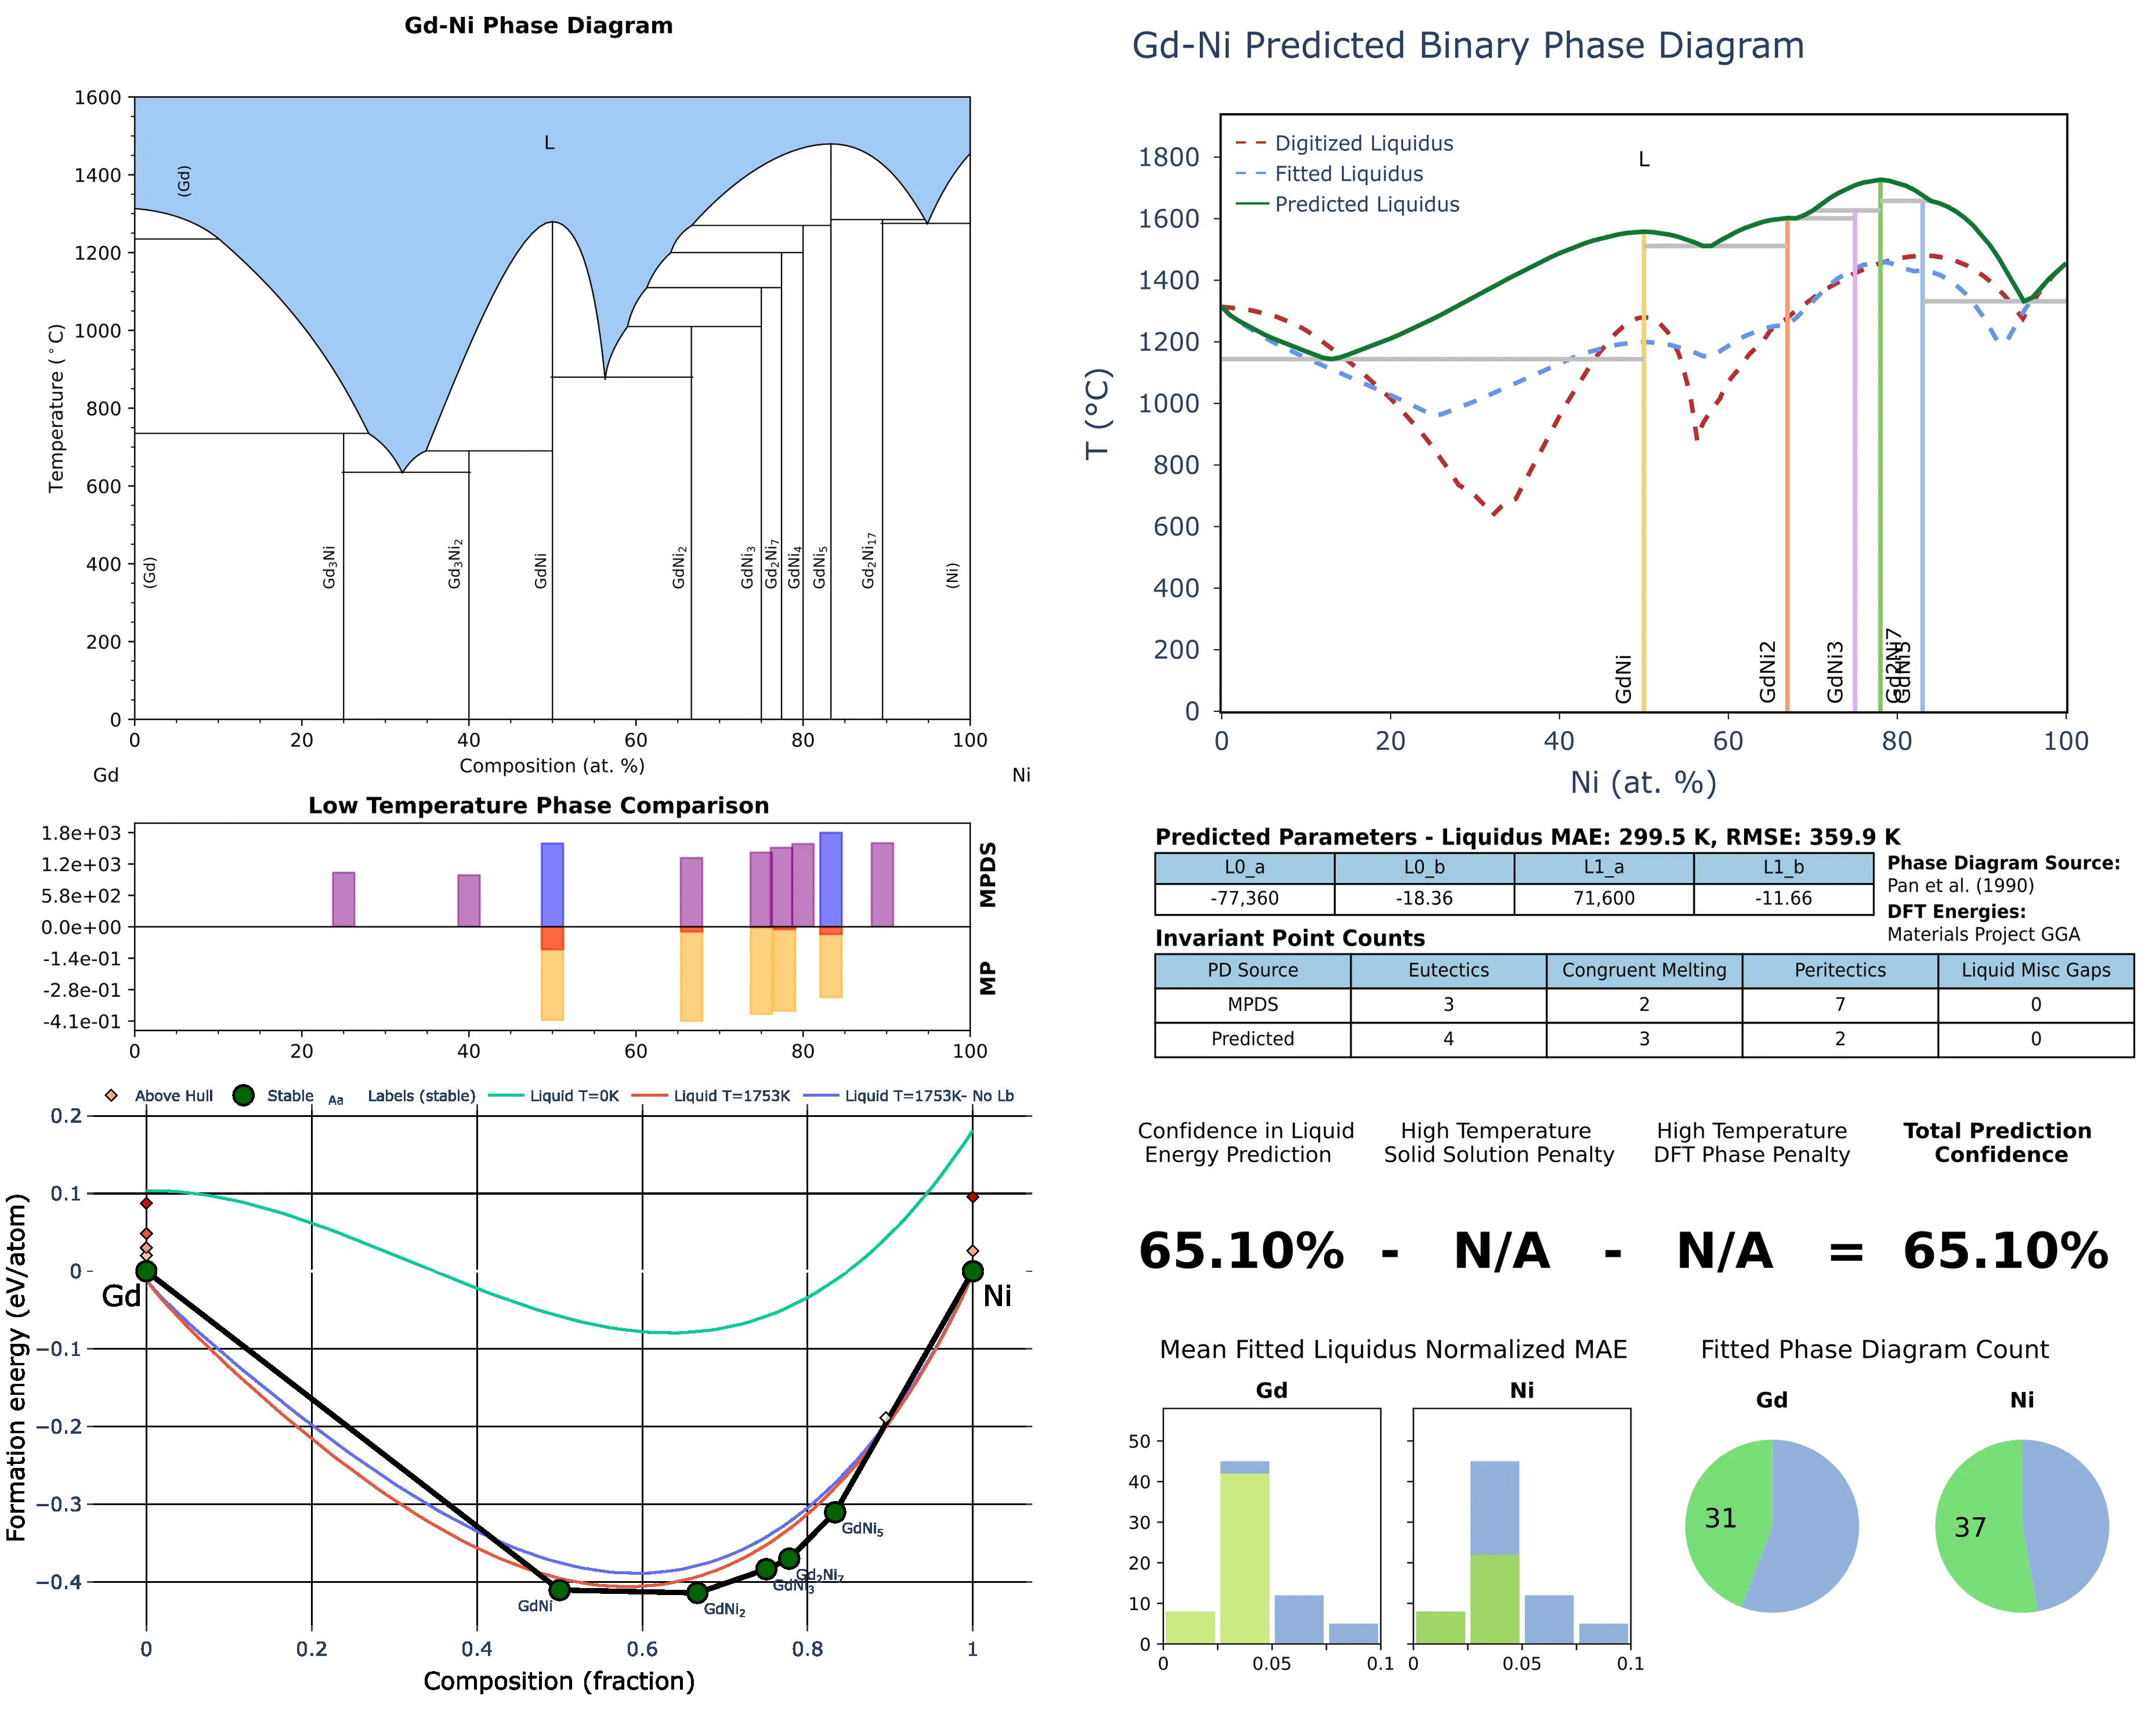 Gd-Ni Phase Diagram
1600
1400
1200
1000
800
600
400
200
0
Temperature (°C)
L
(Gd)
(Gd)
Gd3Ni
Gd3Ni2
GdNi
GdNi2
GdNi3
Gd2Ni7
GdNi4
GdNi5
Gd2Ni17
(Ni)
0 20 40 60 80 100
Composition (at. %)
Gd Ni
Low Temperature Phase Comparison
1.8e+03
1.2e+03
5.8e+02
0.0e+00
-1.4e-01
-2.8e-01
-4.1e-01
MPDS
MP
0 20 40 60 80 100
Above Hull Stable Aa Labels (stable) Liquid T=0K Liquid T=1753K Liquid T=1753K- No Lb
0.2
0.1
0
−0.1
−0.2
−0.3
−0.4
Formation energy (eV/atom)
Gd
Ni
GdNi
GdNi2
GdNi3
Gd2Ni7
GdNi5
0 0.2 0.4 0.6 0.8 1
Composition (fraction)
Gd-Ni Predicted Binary Phase Diagram
Digitized Liquidus
Fitted Liquidus
Predicted Liquidus
L
1800
1600
1400
1200
1000
800
600
400
200
0
T (°C)
GdNi
GdNi2
GdNi3
Gd2Ni7
GdNi5
0 20 40 60 80 100
Ni (at. %)
Predicted Parameters - Liquidus MAE: 299.5 K, RMSE: 359.9 K
L0_a L0_b L1_a L1_b
-77,360 -18.36 71,600 -11.66
Phase Diagram Source:
Pan et al. (1990)
DFT Energies:
Materials Project GGA
Invariant Point Counts
PD Source Eutectics Congruent Melting Peritectics Liquid Misc Gaps
MPDS 3 2 7 0
Predicted 4 3 2 0
Confidence in Liquid
Energy Prediction
High Temperature
Solid Solution Penalty
High Temperature
DFT Phase Penalty
Total Prediction
Confidence
65.10% - N/A - N/A = 65.10%
Mean Fitted Liquidus Normalized MAE
Gd
Ni
50
40
30
20
10
0
0 0.05 0.1
0 0.05 0.1
Fitted Phase Diagram Count
Gd
Ni
31
37